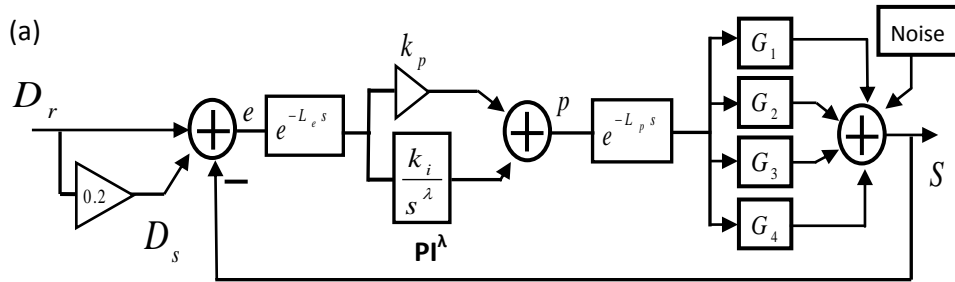 (a)
D_r
0.2
D_s
+
e
−
e^{-L_e s}
k_p
k_i
s^λ
PI^λ
+
p
e^{-L_p s}
G_1
G_2
G_3
G_4
Noise
+
S